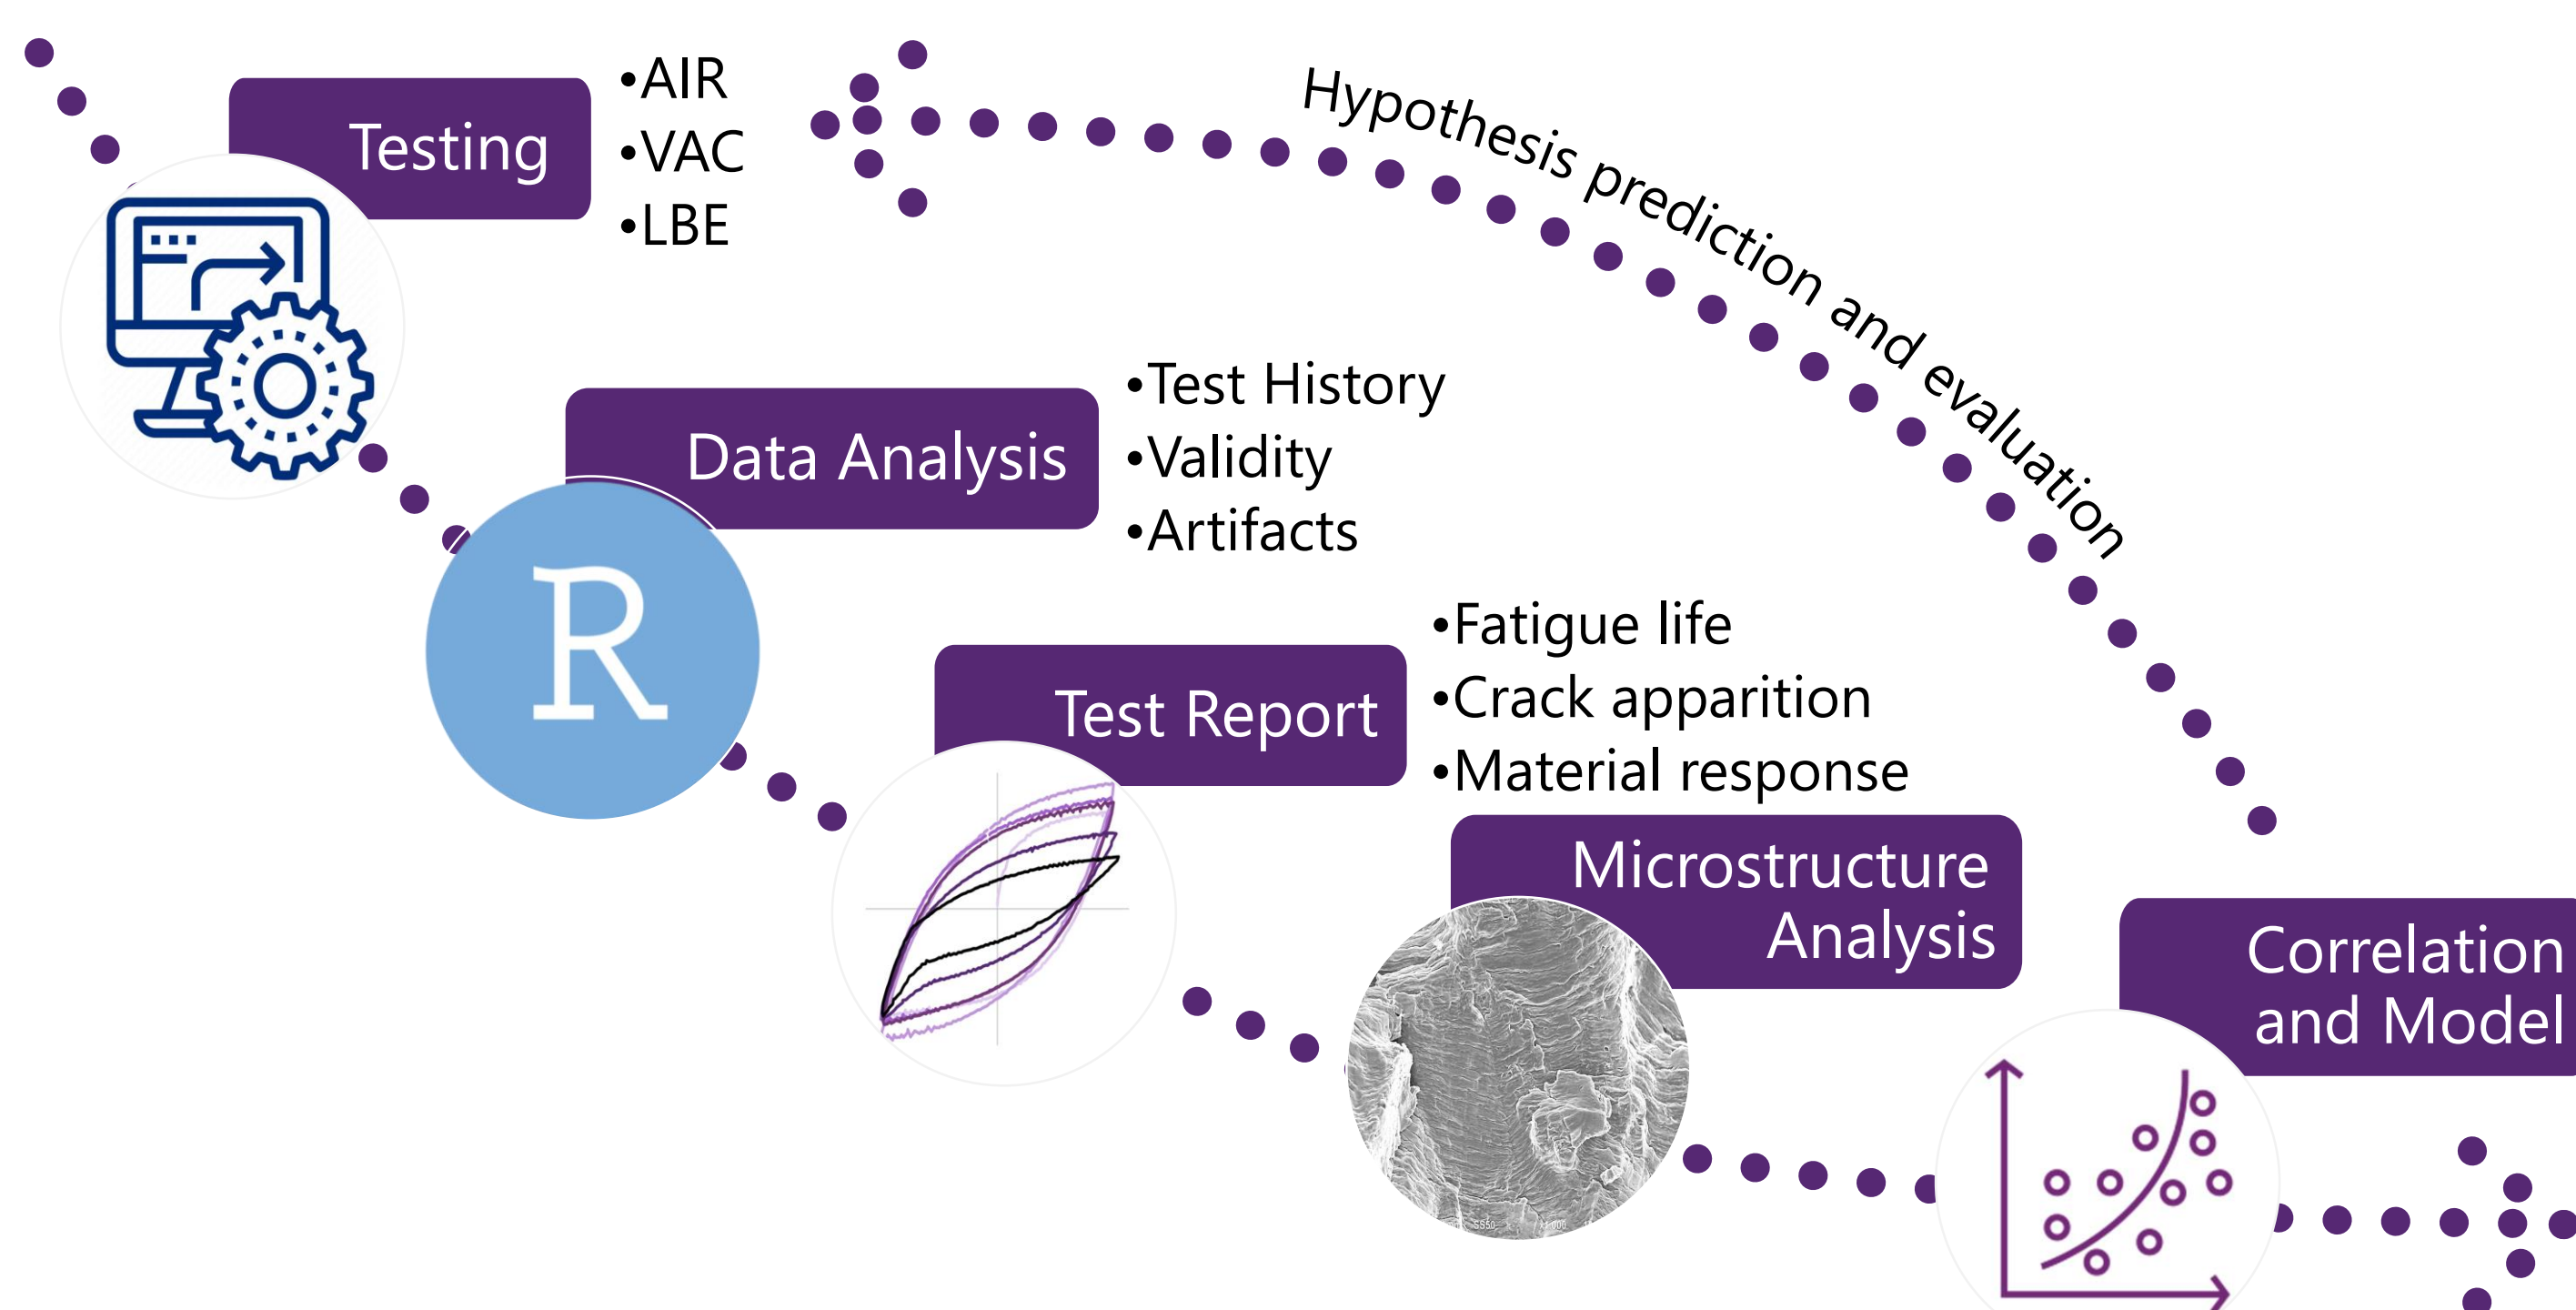 Testing
•AIR
•VAC
•LBE
Hypothesis prediction and evaluation
Data Analysis
•Test History
•Validity
•Artifacts
R
Test Report
•Fatigue life
•Crack apparition
•Material response
Microstructure
Analysis
Correlation
and Model